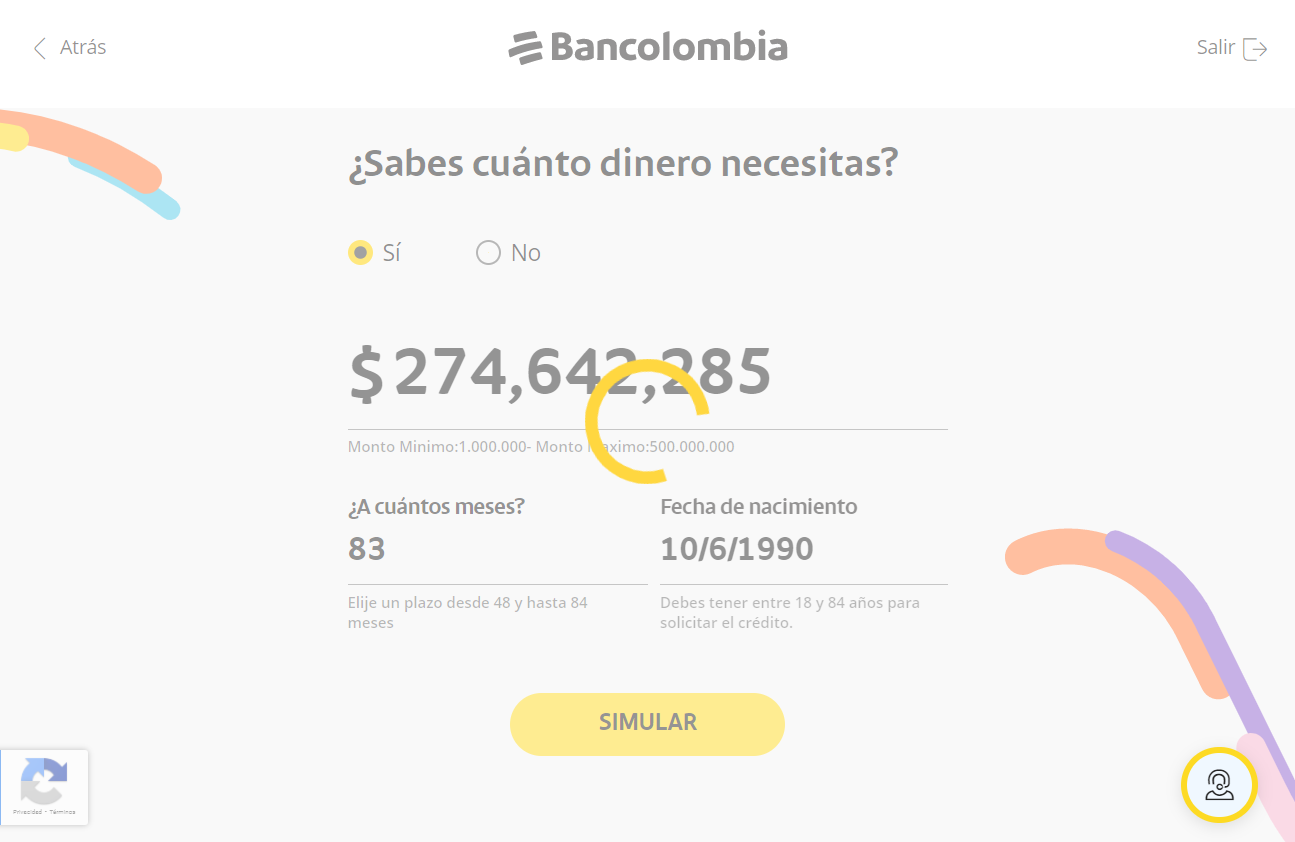 Atrás
Bancolombia
Salir
¿Sabes cuánto dinero necesitas?
Sí
No
$ 274,642,285
Monto Minimo:1.000.000- Monto Maximo:500.000.000
¿A cuántos meses?
Fecha de nacimiento
83
10/6/1990
Elije un plazo desde 48 y hasta 84
meses
Debes tener entre 18 y 84 años para
solicitar el crédito.
SIMULAR
Privacidad - Términos